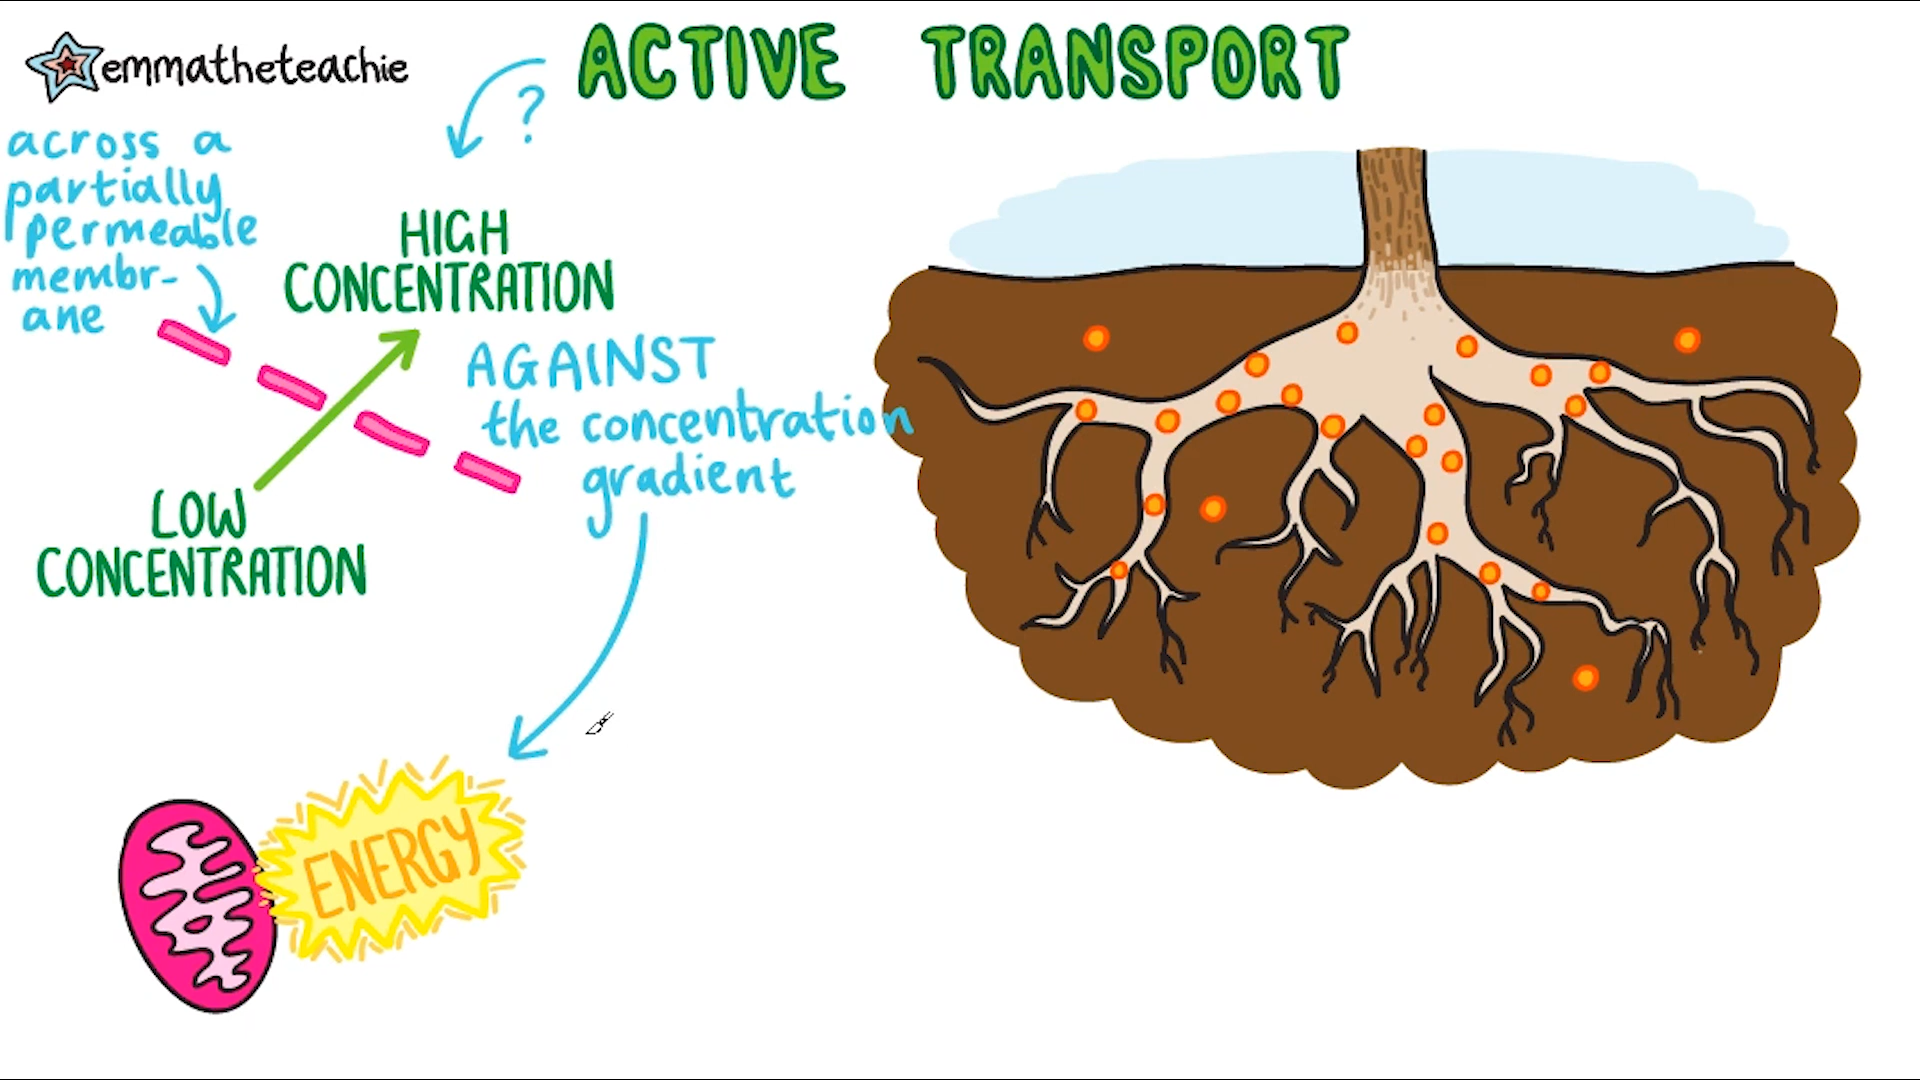 emmatheteachie
ACTIVE TRANSPORT
?
across a
partially
permeable
membr-
ane
HIGH
CONCENTRATION
AGAINST
the concentration
gradient
LOW
CONCENTRATION
ENERGY